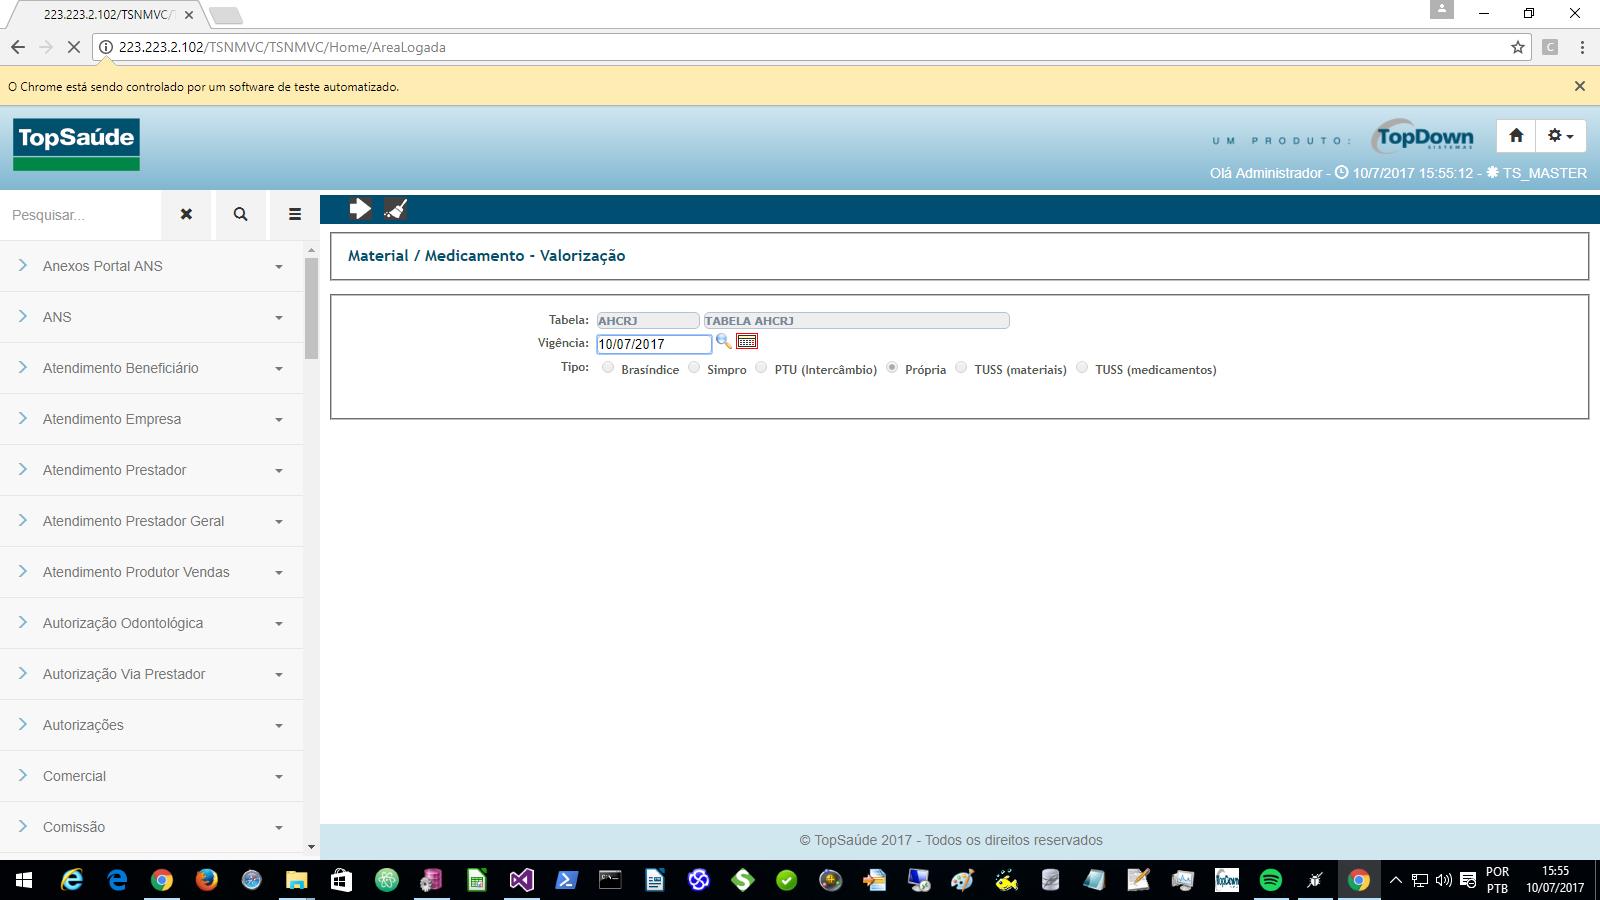 223.223.2.102/TSNMVC/T
223.223.2.102/TSNMVC/TSNMVC/Home/AreaLogada
C
O Chrome está sendo controlado por um software de teste automatizado.
TopSaúde
UM PRODUTO:
TopDown
SISTEMAS
Olá Administrador - 10/7/2017 15:55:12 - TS_MASTER
Pesquisar...
Material / Medicamento - Valorização
Anexos Portal ANS
ANS
Atendimento Beneficiário
Atendimento Empresa
Atendimento Prestador
Atendimento Prestador Geral
Atendimento Produtor Vendas
Autorização Odontológica
Autorização Via Prestador
Autorizações
Comercial
Comissão
Tabela: AHCRJ TABELA AHCRJ
Vigência: 10/07/2017
Tipo: Brasíndice Simpro PTU (Intercâmbio) Própria TUSS (materiais) TUSS (medicamentos)
© TopSaúde 2017 - Todos os direitos reservados
TopDown
POR
PTB
15:55
10/07/2017